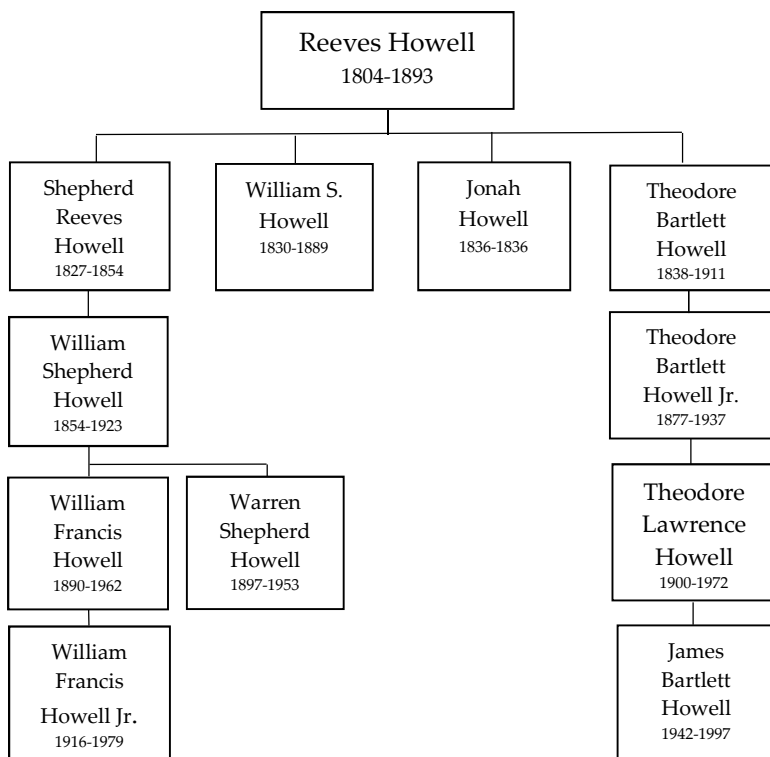 Reeves Howell
1804-1893
Shepherd
Reeves
Howell
1827-1854
William S.
Howell
1830-1889
Jonah
Howell
1836-1836
Theodore
Bartlett
Howell
1838-1911
William
Shepherd
Howell
1854-1923
Theodore
Bartlett
Howell Jr.
1877-1937
William
Francis
Howell
1890-1962
Warren
Shepherd
Howell
1897-1953
Theodore
Lawrence
Howell
1900-1972
William
Francis
Howell Jr.
1916-1979
James
Bartlett
Howell
1942-1997